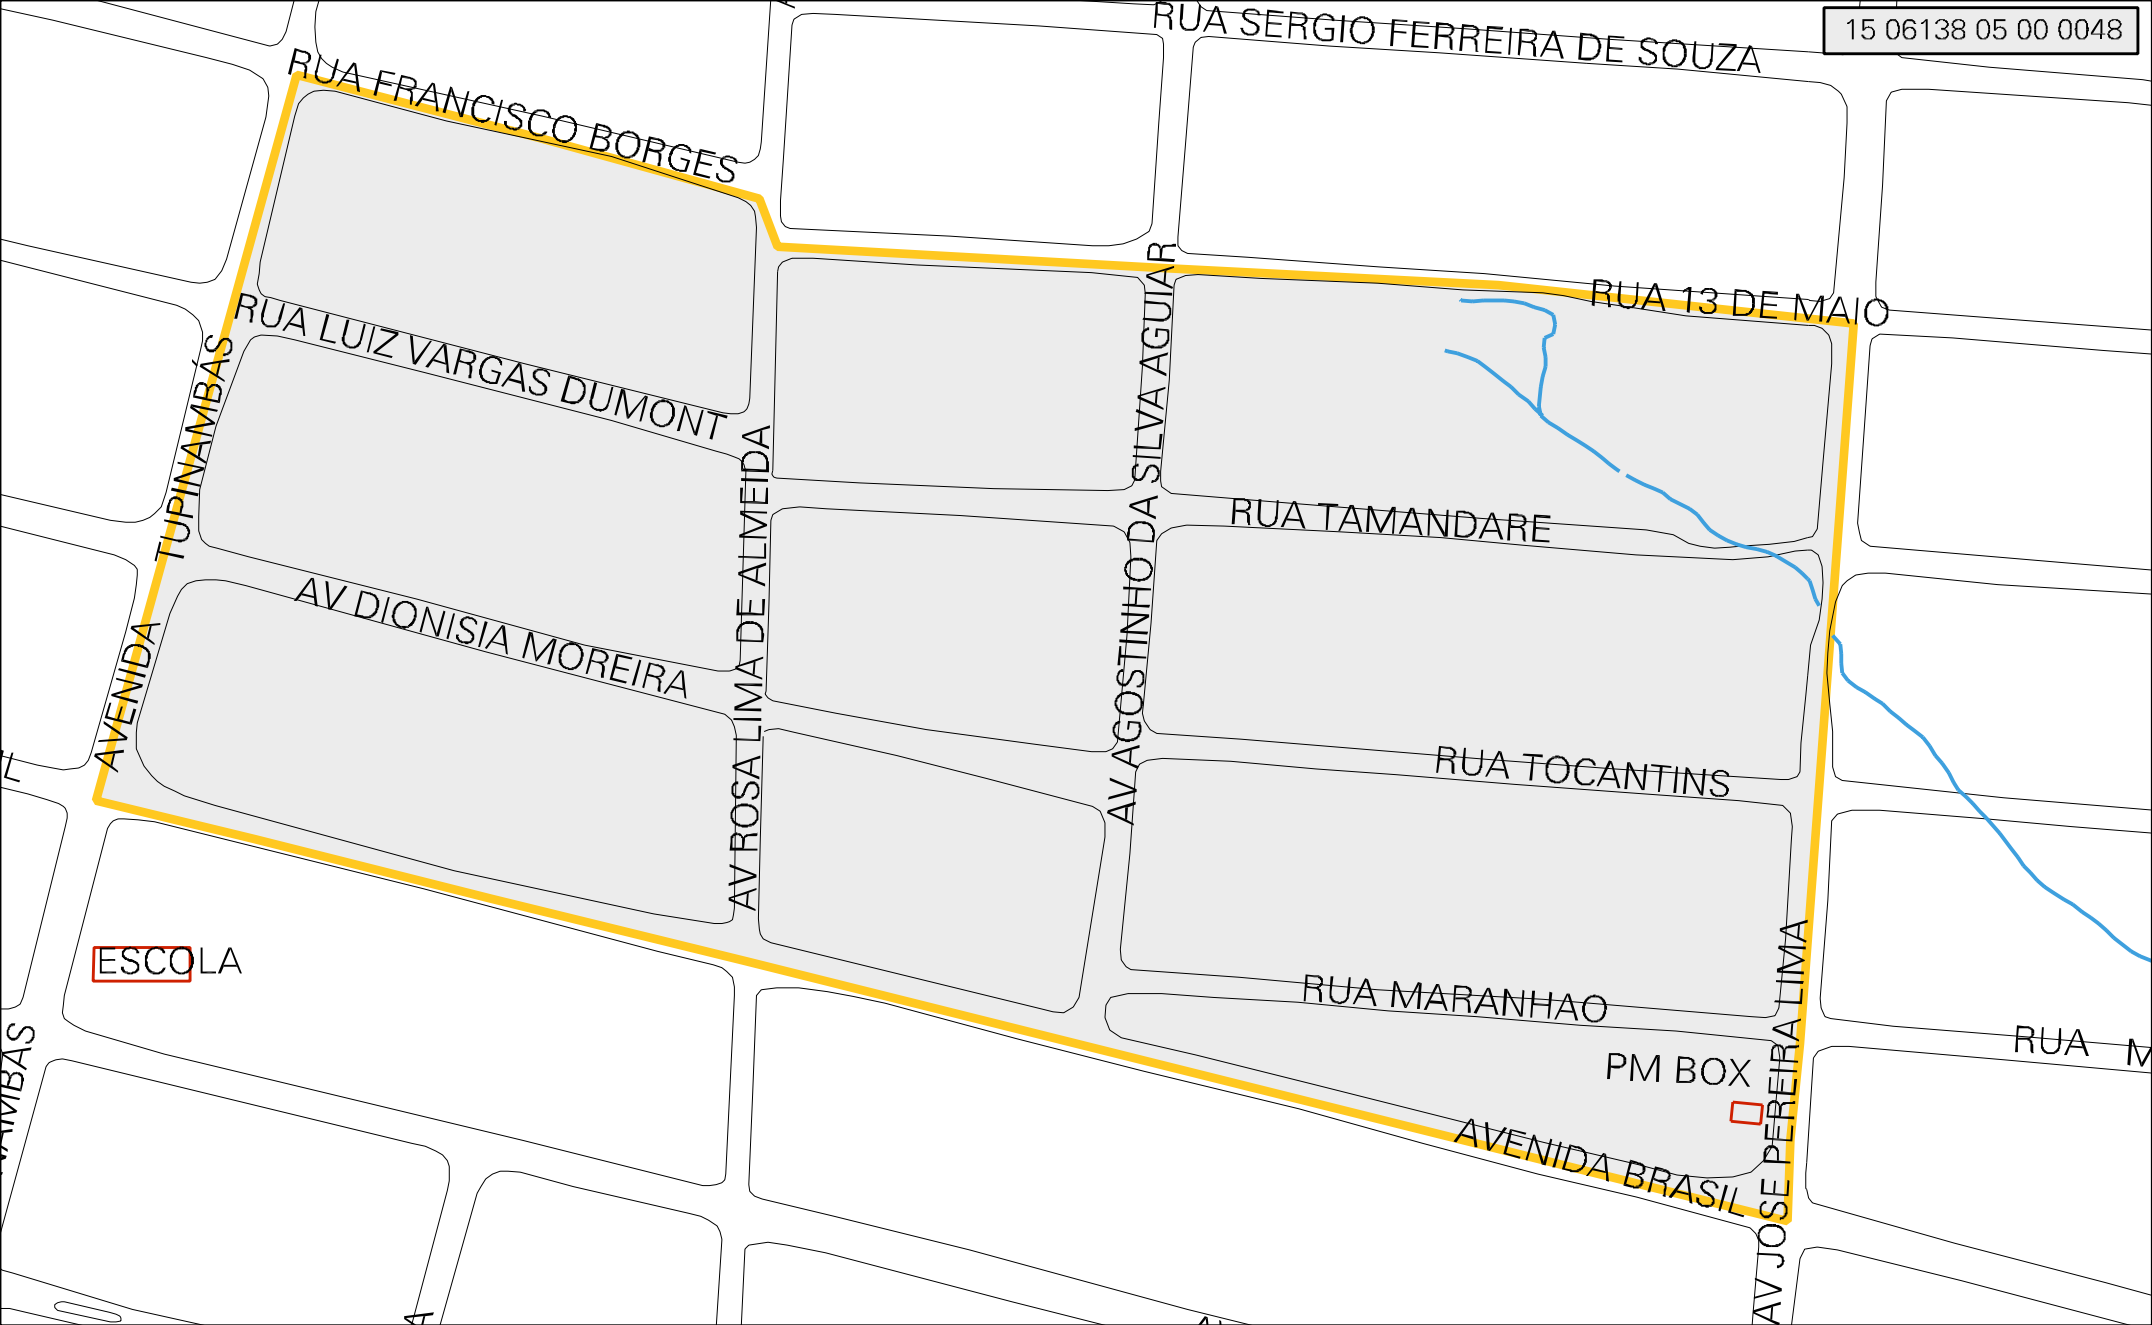 RUA SERGIO FERREIRA DE SOUZA
15 06138 05 00 0048
RUA FRANCISCO BORGES
RUA 13 DE MAIO
RUA LUIZ VARGAS DUMONT
AVENIDA TUPINAMBÁS
AV ROSA LIMA DE ALMEIDA
AV AGOSTINHO DA SILVA AGUIAR
RUA TAMANDARE
AV DIONISIA MOREIRA
RUA TOCANTINS
ESCOLA
RUA MARANHAO
RUA M
PM BOX
AV JOSE PEREIRA LIMA
AVENIDA BRASIL
NAMBÁS